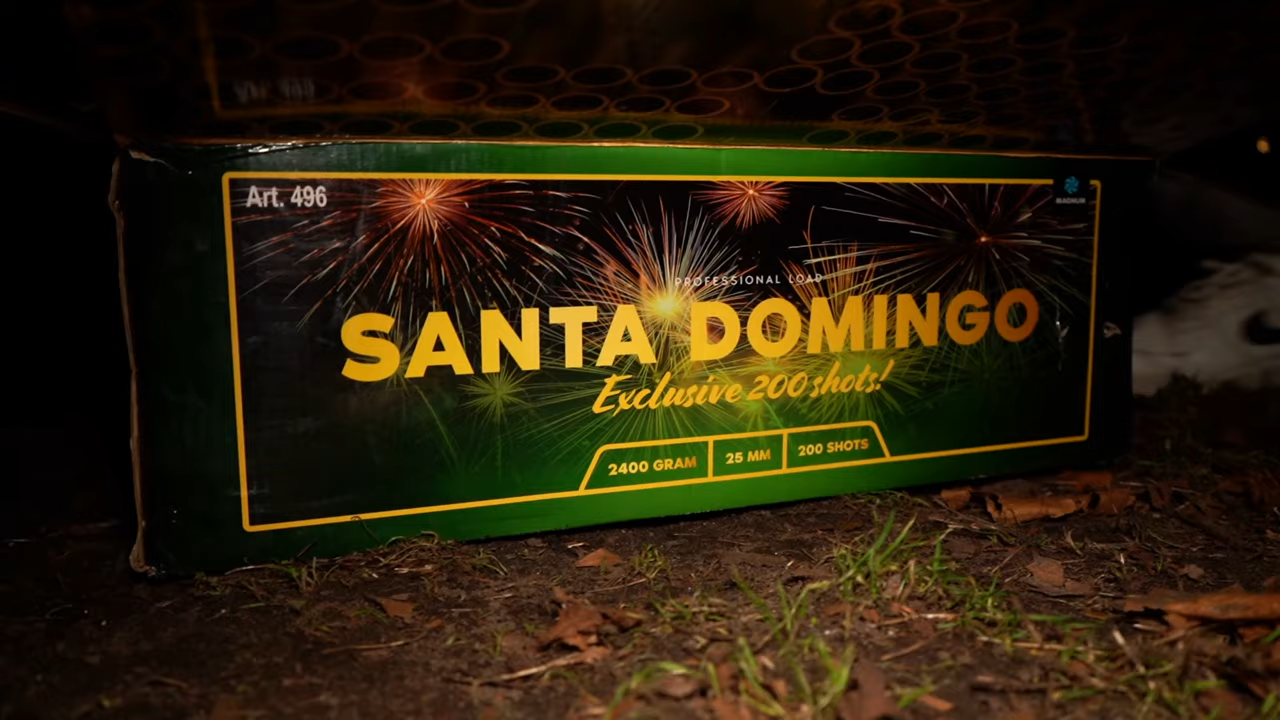 Art. 496
PROFESSIONAL LOAD
SANTA DOMINGO
Exclusive 200 shots!
2400 GRAM
25 MM
200 SHOTS